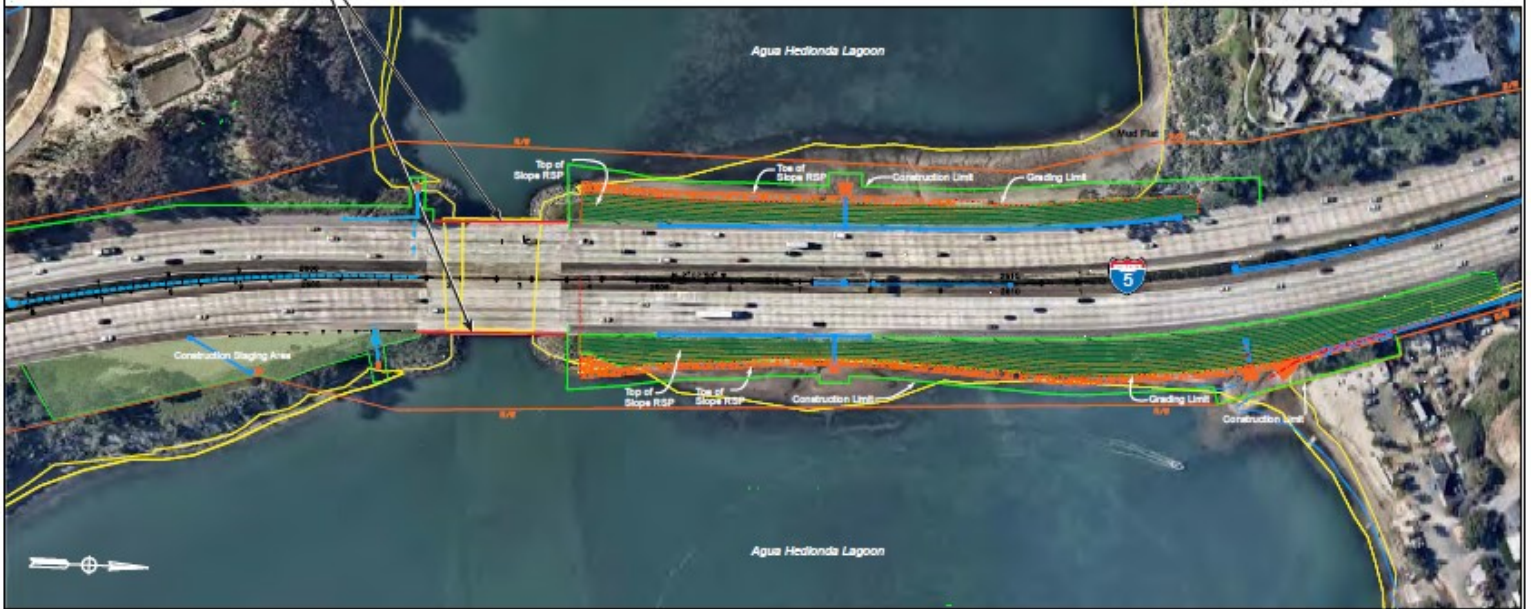 Agua Hedionda Lagoon
R/W
Mud Flat
R/W
R/W
Top of
Slope RSP
Toe of
Slope RSP
Construction Limit
Grading Limit
5
Construction Staging Area
Top of
Slope RSP
Toe of
Slope RSP
Construction Limit
Grading Limit
Construction Limit
R/W
R/W
Agua Hedionda Lagoon